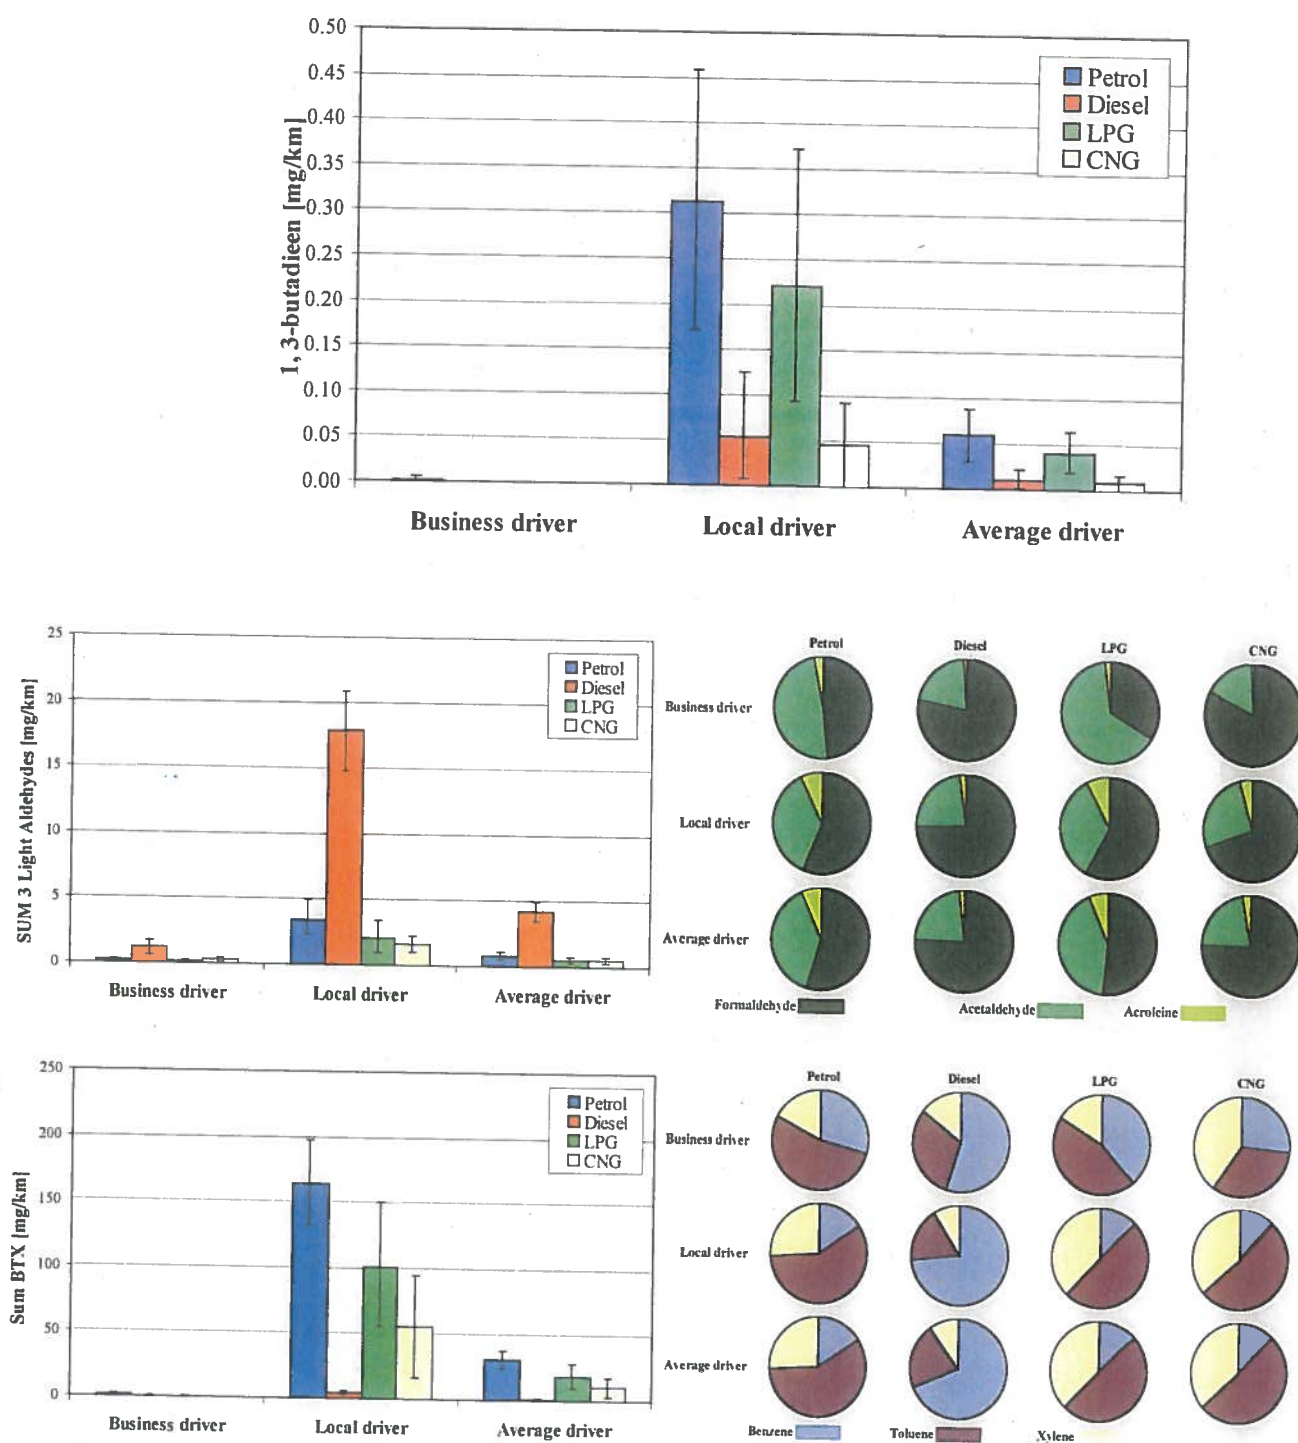 0.50
0.45
0.40
0.35
0.30
0.25
0.20
0.15
0.10
0.05
0.00
1, 3-butadieen [mg/km]
Petrol
Diesel
LPG
CNG
Business driver
Local driver
Average driver
25
20
15
10
5
0
SUM 3 Light Aldehydes [mg/km]
Petrol
Diesel
LPG
CNG
Business driver
Local driver
Average driver
Petrol
Diesel
LPG
CNG
Business driver
Local driver
Average driver
Formaldehyde
Acetaldehyde
Acroleine
250
200
150
100
50
0
Sum BTX [mg/km]
Petrol
Diesel
LPG
CNG
Business driver
Local driver
Average driver
Petrol
Diesel
LPG
CNG
Business driver
Local driver
Average driver
Benzene
Toluene
Xylene